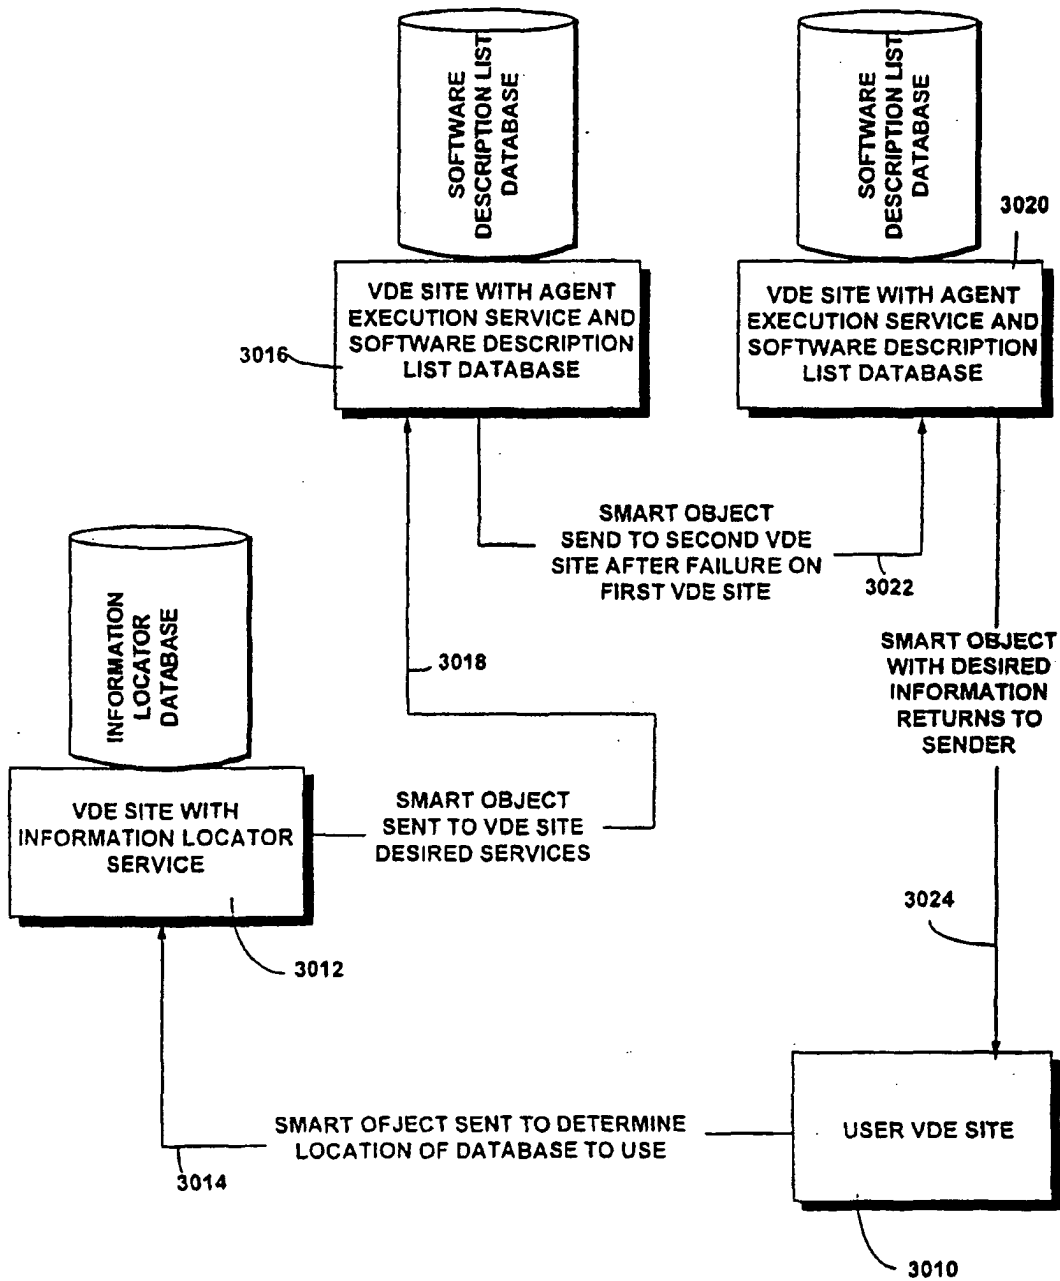 SOFTWARE
DESCRIPTION LIST
DATABASE
SOFTWARE
DESCRIPTION LIST
DATABASE
3020
VDE SITE WITH AGENT
EXECUTION SERVICE AND
SOFTWARE DESCRIPTION
LIST DATABASE
3016
VDE SITE WITH AGENT
EXECUTION SERVICE AND
SOFTWARE DESCRIPTION
LIST DATABASE
SMART OBJECT
SEND TO SECOND VDE
SITE AFTER FAILURE ON
FIRST VDE SITE
3022
INFORMATION
LOCATOR
DATABASE
3018
SMART OBJECT
WITH DESIRED
INFORMATION
RETURNS TO
SENDER
VDE SITE WITH
INFORMATION LOCATOR
SERVICE
SMART OBJECT
SENT TO VDE SITE
DESIRED SERVICES
3024
3012
SMART OFJECT SENT TO DETERMINE
LOCATION OF DATABASE TO USE
3014
USER VDE SITE
3010